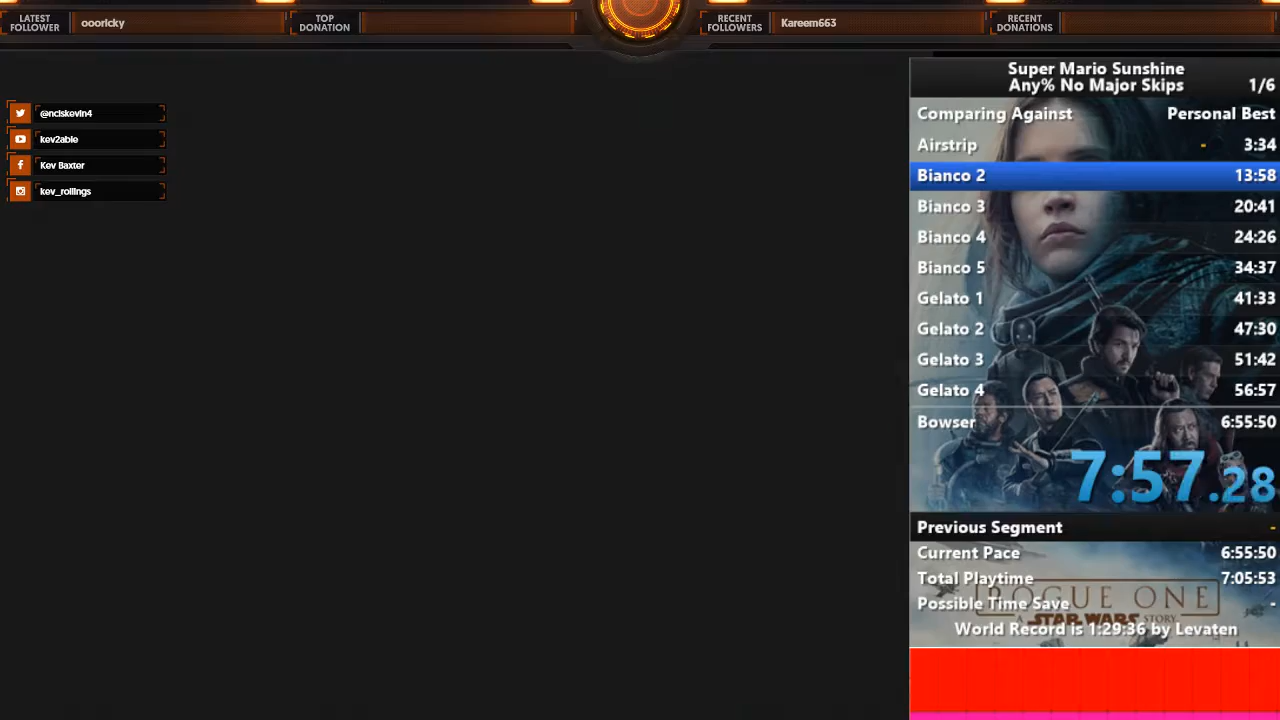 LATEST FOLLOWER
ooorlcky
TOP DONATION
RECENT FOLLOWERS
Kareem663
RECENT DONATIONS
@nclskevln4
kev2able
Kev Baxter
kev_rollngs
Super Mario Sunshine
Any% No Major Skips 1/6
Comparing Against Personal Best
Airstrip - 3:34
Bianco 2 13:58
Bianco 3 20:41
Bianco 4 24:26
Bianco 5 34:37
Gelato 1 41:33
Gelato 2 47:30
Gelato 3 51:42
Gelato 4 56:57
Bowser 6:55:50
7:57.28
Previous Segment -
Current Pace 6:55:50
Total Playtime 7:05:53
ROGUE ONE
Possible Time Save -
A STAR WARS STORY
World Record is 1:29:36 by Levaten